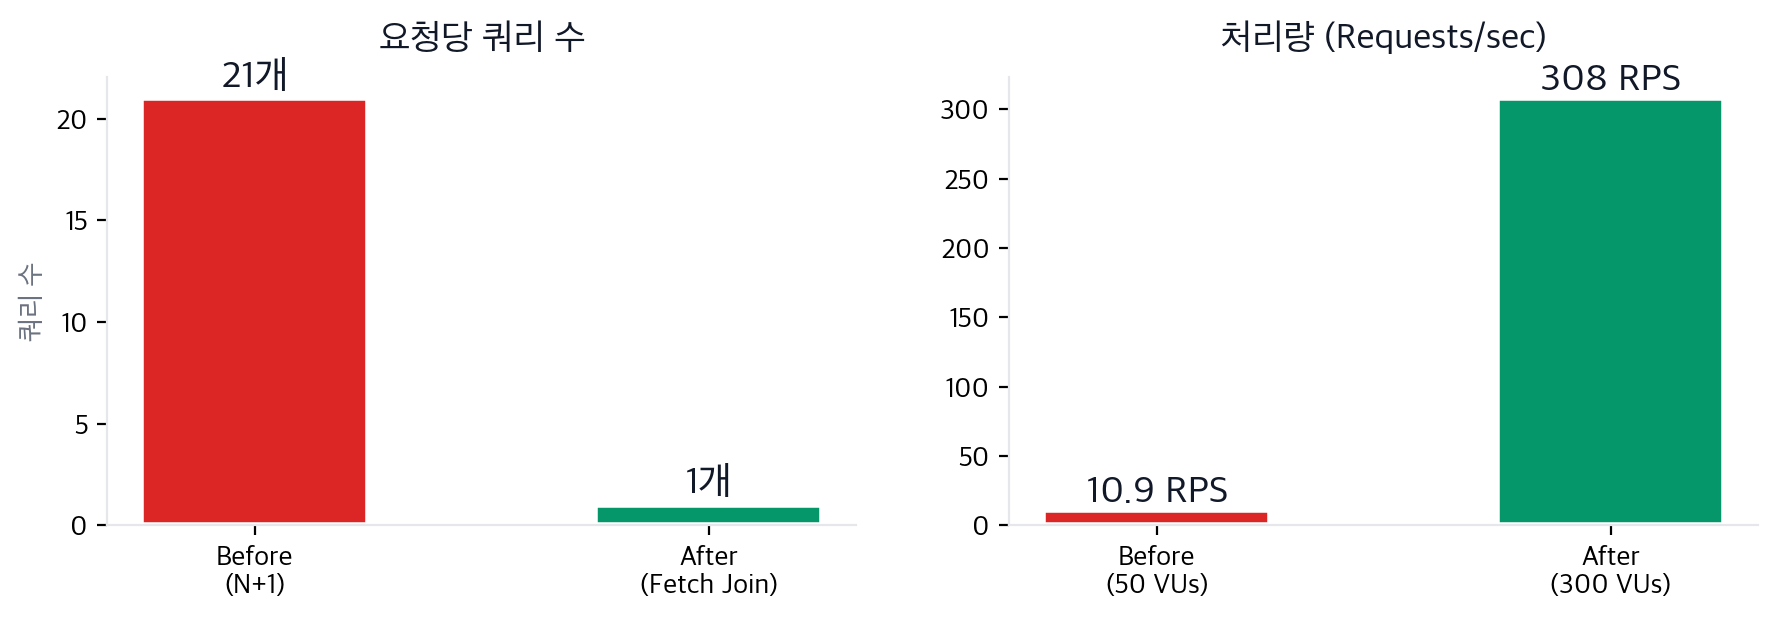 요청당 쿼리 수
21개
20
15
10
5
0
쿼리 수
1개
Before
(N+1)
After
(Fetch Join)
처리량 (Requests/sec)
308 RPS
300
250
200
150
100
50
0
10.9 RPS
Before
(50 VUs)
After
(300 VUs)